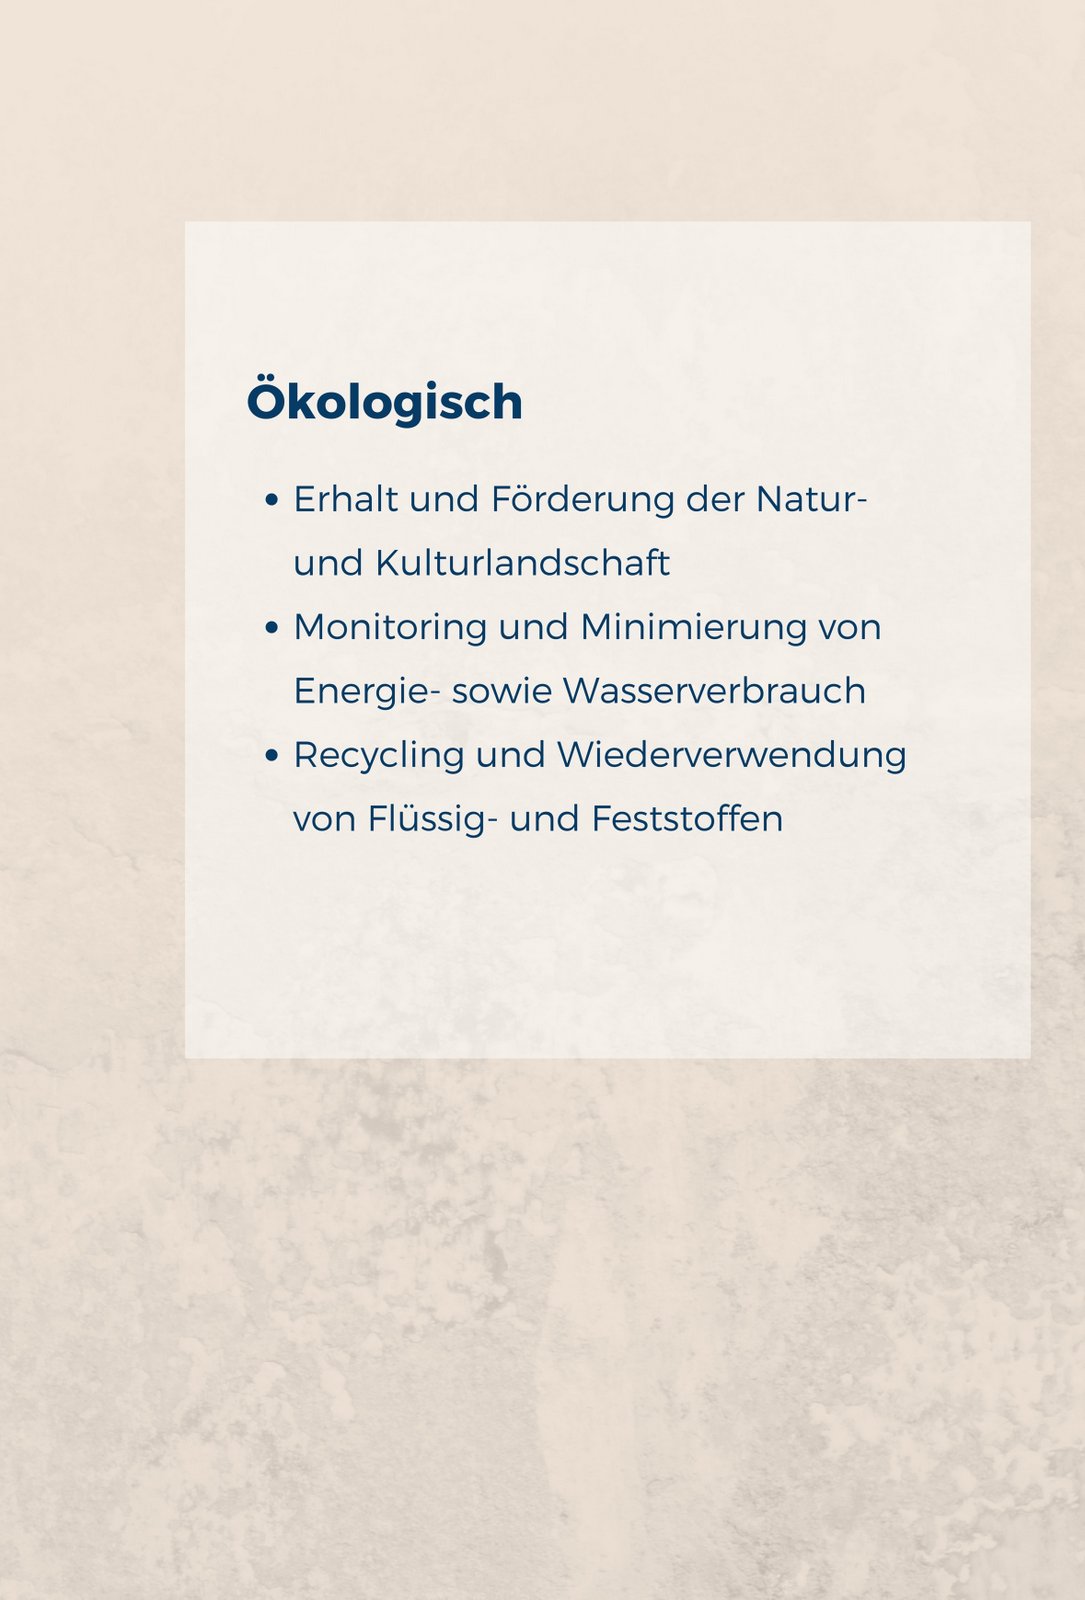 Ökologisch
• Erhalt und Förderung der Natur-
und Kulturlandschaft
• Monitoring und Minimierung von
Energie- sowie Wasserverbrauch
• Recycling und Wiederverwendung
von Flüssig- und Feststoffen